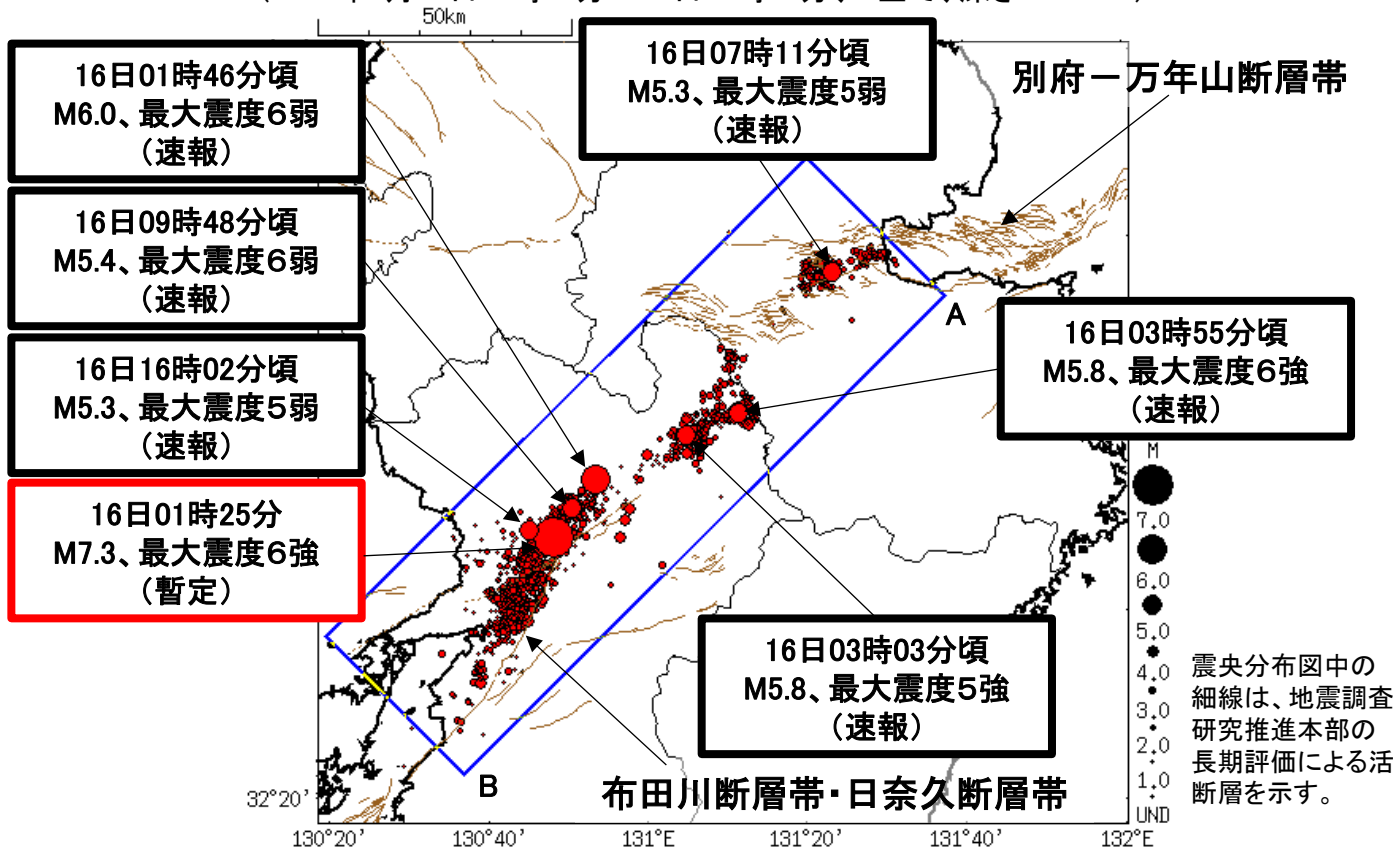 50km
16日01時46分頃
M6.0、最大震度6弱
(速報)
16日07時11分頃
M5.3、最大震度5弱
(速報)
別府－万年山断層帯
16日09時48分頃
M5.4、最大震度6弱
(速報)
A
16日03時55分頃
M5.8、最大震度6強
(速報)
16日16時02分頃
M5.3、最大震度5弱
(速報)
16日01時25分
M7.3、最大震度6強
(暫定)
M
7.0
6.0
5.0
4.0
3.0
2.0
1.0
UND
16日03時03分頃
M5.8、最大震度5強
(速報)
震央分布図中の
細線は、地震調査
研究推進本部の
長期評価による活
断層を示す。
B
布田川断層帯・日奈久断層帯
32°20'
130°20'
130°40'
131°E
131°20'
131°40'
132°E